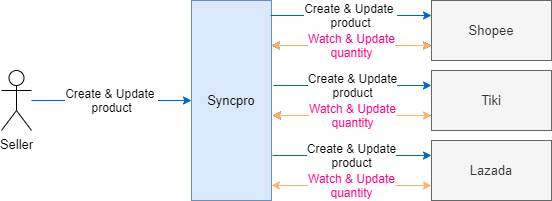 Create & Update
product
Shopee
Watch & Update
quantity
Create & Update
product
Seller
Syncpro
Create & Update
product
Tiki
Watch & Update
quantity
Create & Update
product
Lazada
Watch & Update
quantity